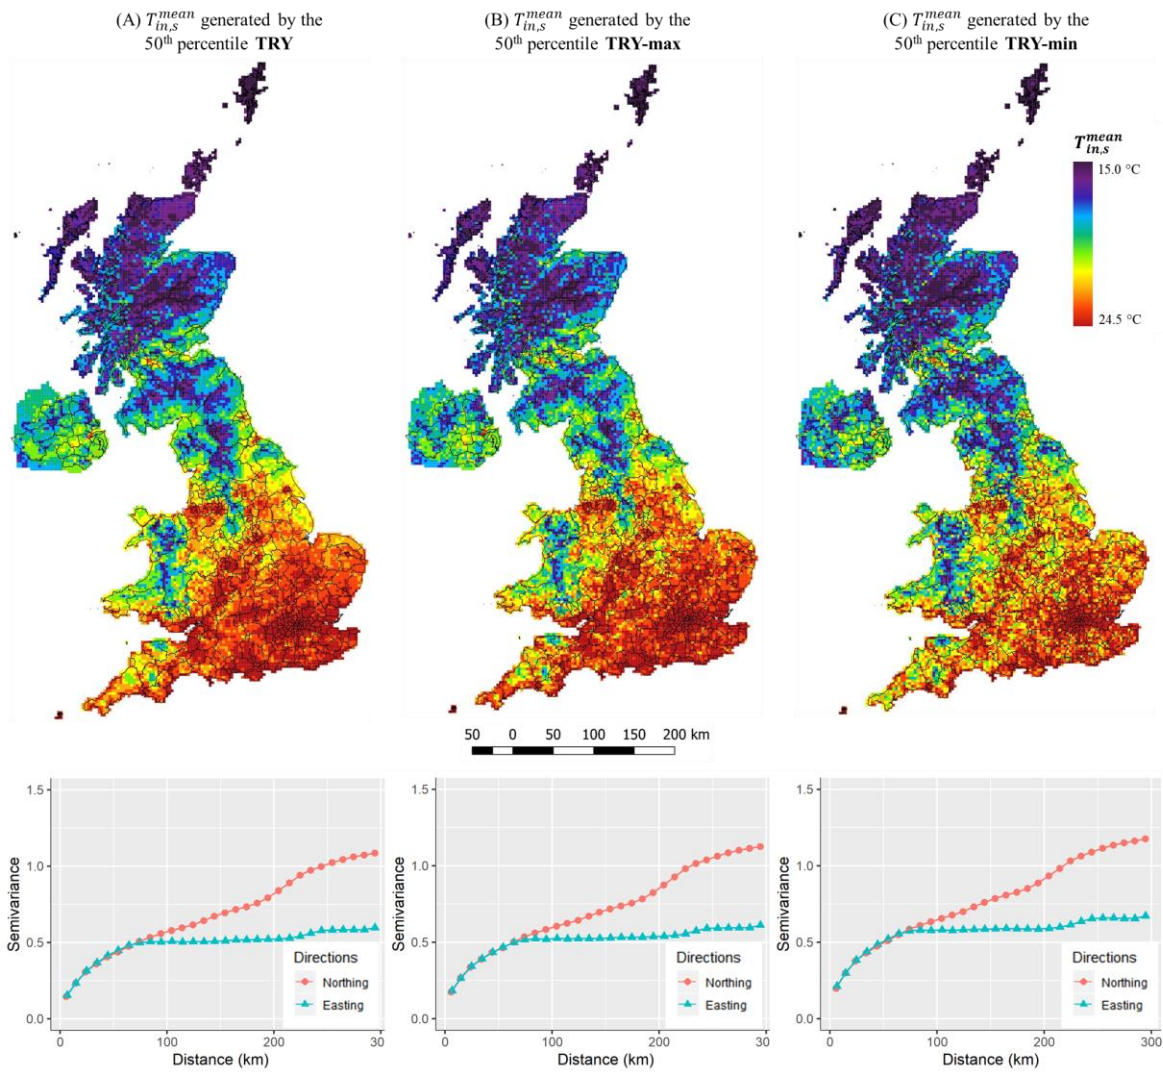 (A) T_{in,s}^{mean} generated by the
50th percentile TRY
(B) T_{in,s}^{mean} generated by the
50th percentile TRY-max
(C) T_{in,s}^{mean} generated by the
50th percentile TRY-min
T_{in,s}^{mean}
15.0 °C
24.5 °C
50 0 50 100 150 200 km
1.5
1.0
0.5
0.0
Semivariance
Directions
Northing
Easting
0 100 200 30
Distance (km)
1.5
1.0
0.5
0.0
Semivariance
Directions
Northing
Easting
0 100 200 30
Distance (km)
1.5
1.0
0.5
0.0
Semivariance
Directions
Northing
Easting
0 100 200 300
Distance (km)